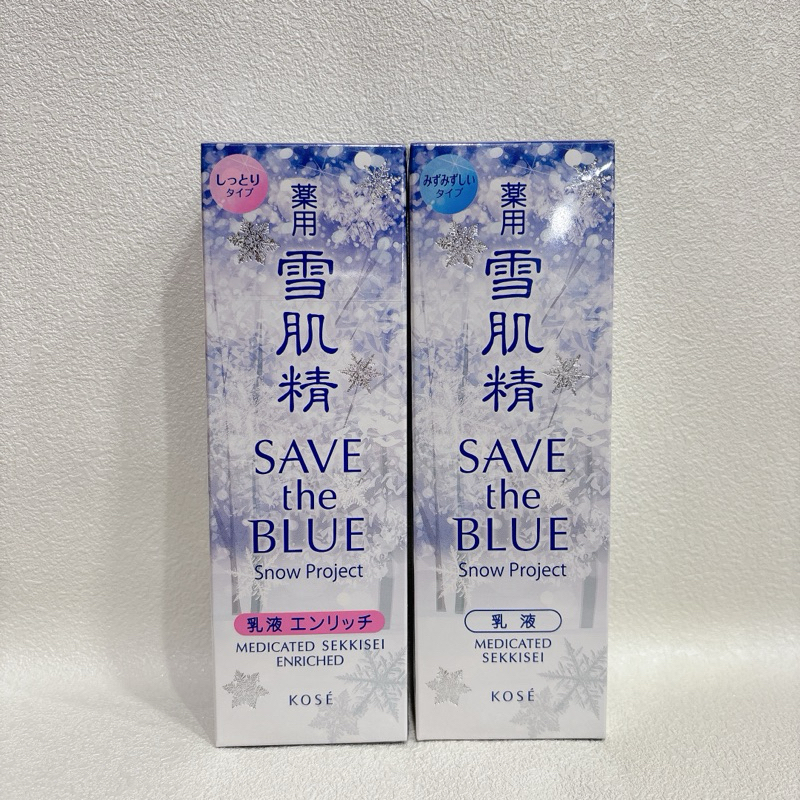 しっとり
タイプ
薬用
雪肌精
SAVE
the
BLUE
Snow Project
乳液 エンリッチ
MEDICATED SEKKISEI
ENRICHED
KOSÉ
みずみずしい
タイプ
薬用
雪肌精
SAVE
the
BLUE
Snow Project
乳液
MEDICATED
SEKKISEI
KOSÉ